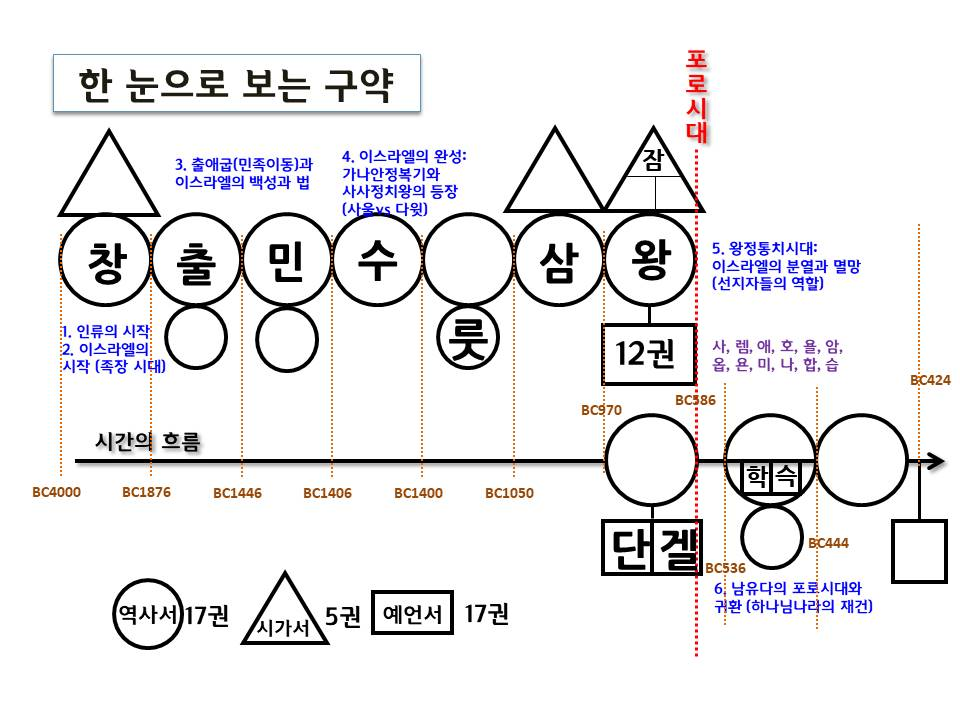 한 눈으로 보는 구약
포로시대
3. 출애굽(민족이동)과
이스라엘의 백성과 법
4. 이스라엘의 완성:
가나안정복기와
사사정치왕의 등장
(사울vs 다윗)
잠
창
출
민
수
삼
왕
5. 왕정통치시대:
이스라엘의 분열과 멸망
(선지자들의 역할)
1. 인류의 시작
2. 이스라엘의
시작 (족장 시대)
룻
12권
사, 렘, 애, 호, 욜, 암,
옵, 욘, 미, 나, 합, 습
BC424
BC970
BC586
시간의 흐름
BC4000
BC1876
BC1446
BC1406
BC1400
BC1050
학
슥
단
겔
BC444
BC536
6. 남유다의 포로시대와
귀환 (하나님나라의 재건)
역사서
17권
시가서
5권
예언서
17권